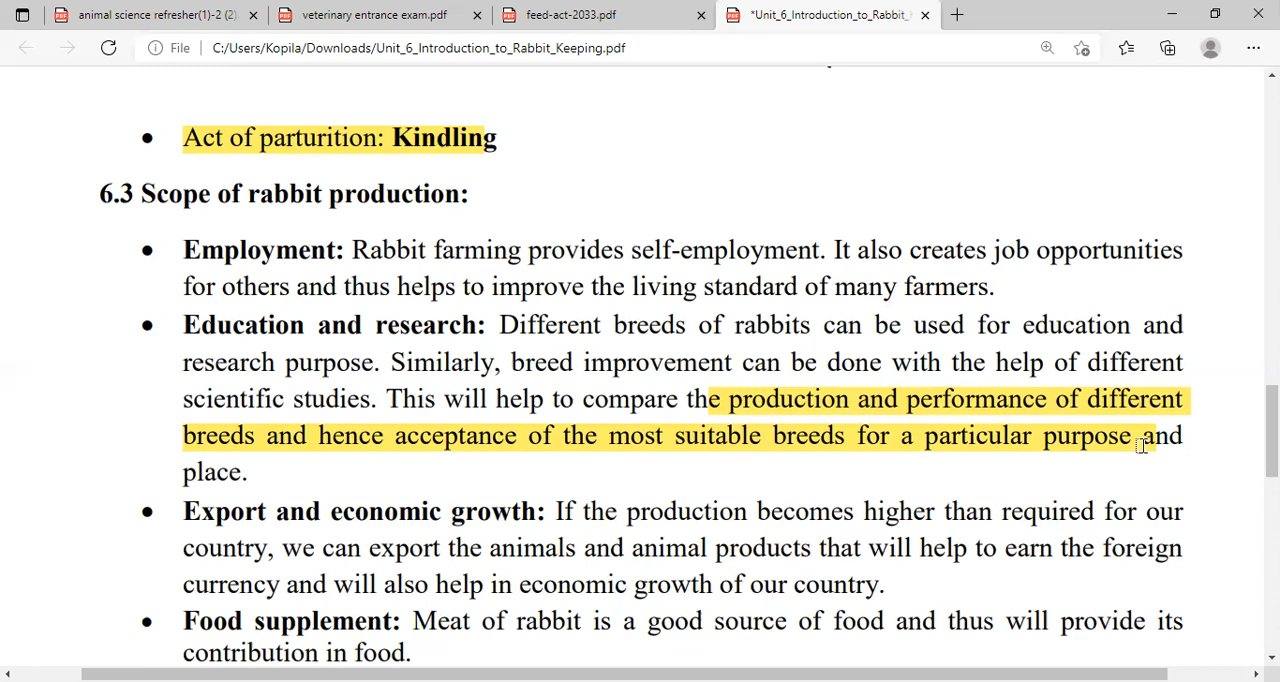 animal science refresher(1)-2 (2)
veterinary entrance exam.pdf
feed-act-2033.pdf
*Unit_6_Introduction_to_Rabbit_
File
C:/Users/Kopila/Downloads/Unit_6_Introduction_to_Rabbit_Keeping.pdf
• Act of parturition: Kindling
6.3 Scope of rabbit production:
• Employment: Rabbit farming provides self-employment. It also creates job opportunities
for others and thus helps to improve the living standard of many farmers.
• Education and research: Different breeds of rabbits can be used for education and
research purpose. Similarly, breed improvement can be done with the help of different
scientific studies. This will help to compare the production and performance of different
breeds and hence acceptance of the most suitable breeds for a particular purpose and
place.
• Export and economic growth: If the production becomes higher than required for our
country, we can export the animals and animal products that will help to earn the foreign
currency and will also help in economic growth of our country.
• Food supplement: Meat of rabbit is a good source of food and thus will provide its
contribution in food.